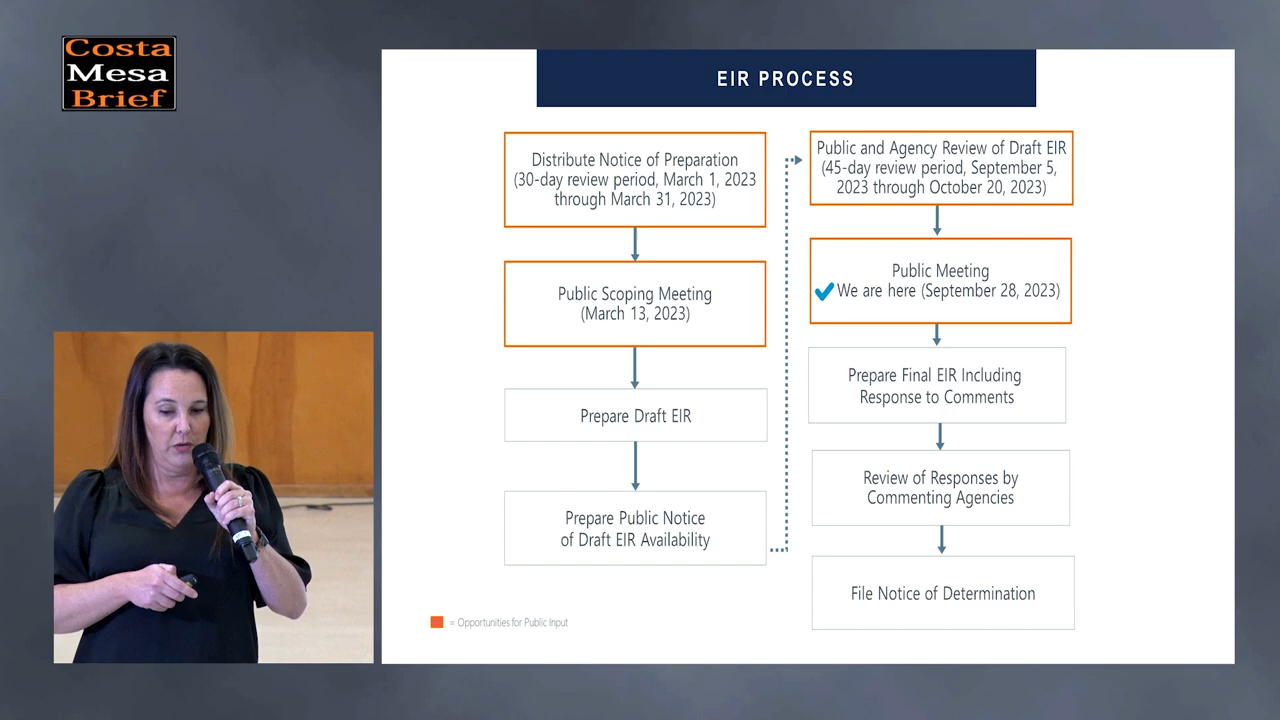 Costa
Mesa
Brief
EIR PROCESS
Distribute Notice of Preparation
(30-day review period, March 1, 2023
through March 31, 2023)
Public Scoping Meeting
(March 13, 2023)
Prepare Draft EIR
Prepare Public Notice
of Draft EIR Availability
Public and Agency Review of Draft EIR
(45-day review period, September 5,
2023 through October 20, 2023)
Public Meeting
We are here (September 28, 2023)
Prepare Final EIR Including
Response to Comments
Review of Responses by
Commenting Agencies
File Notice of Determination
= Opportunities for Public Input